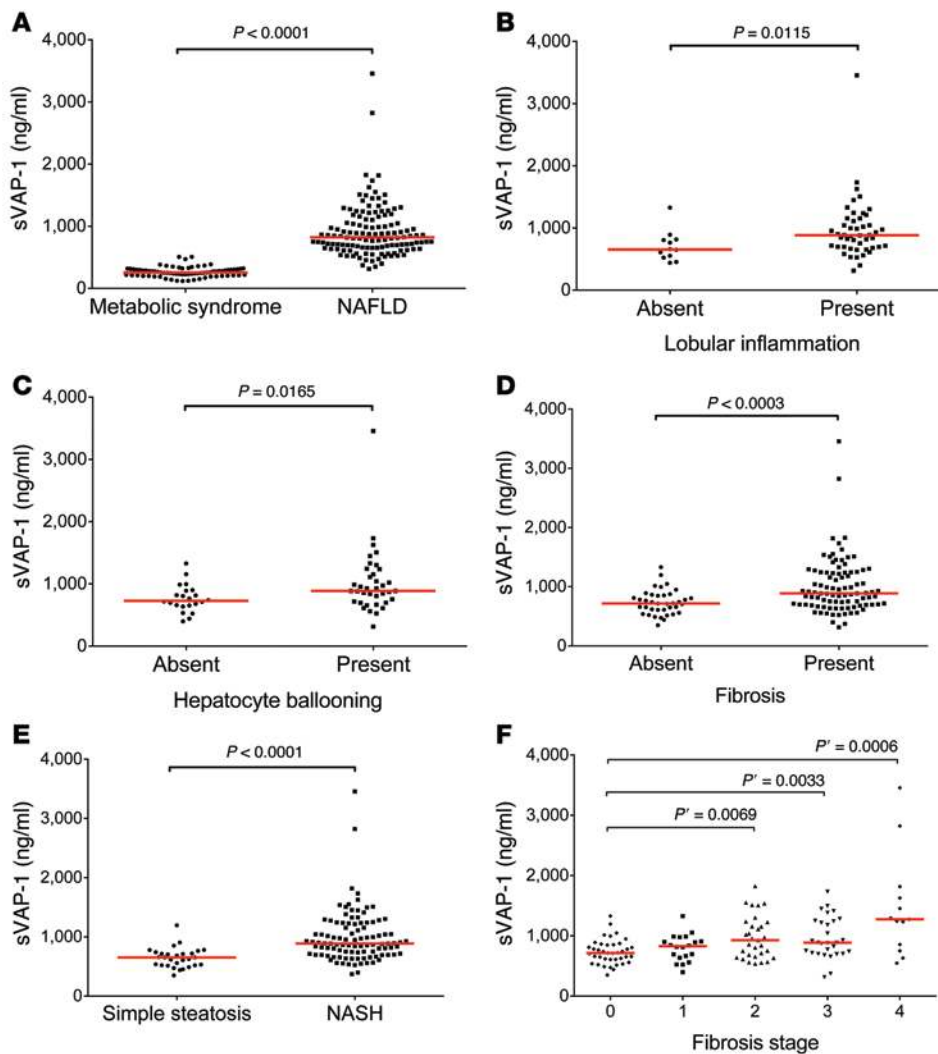 A
P < 0.0001
4,000
3,000
2,000
1,000
0
sVAP-1 (ng/ml)
Metabolic syndrome
NAFLD
B
P = 0.0115
4,000
3,000
2,000
1,000
0
sVAP-1 (ng/ml)
Absent
Present
Lobular inflammation
C
P = 0.0165
4,000
3,000
2,000
1,000
0
sVAP-1 (ng/ml)
Absent
Present
Hepatocyte ballooning
D
P < 0.0003
4,000
3,000
2,000
1,000
0
sVAP-1 (ng/ml)
Absent
Present
Fibrosis
E
P < 0.0001
4,000
3,000
2,000
1,000
0
sVAP-1 (ng/ml)
Simple steatosis
NASH
F
P′ = 0.0006
P′ = 0.0033
P′ = 0.0069
4,000
3,000
2,000
1,000
0
sVAP-1 (ng/ml)
0 1 2 3 4
Fibrosis stage